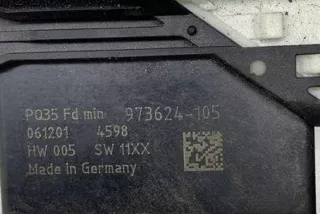 PQ35 Fd min 973624-105
061201 4598
HW 005 SW 11XX
Made in Germany